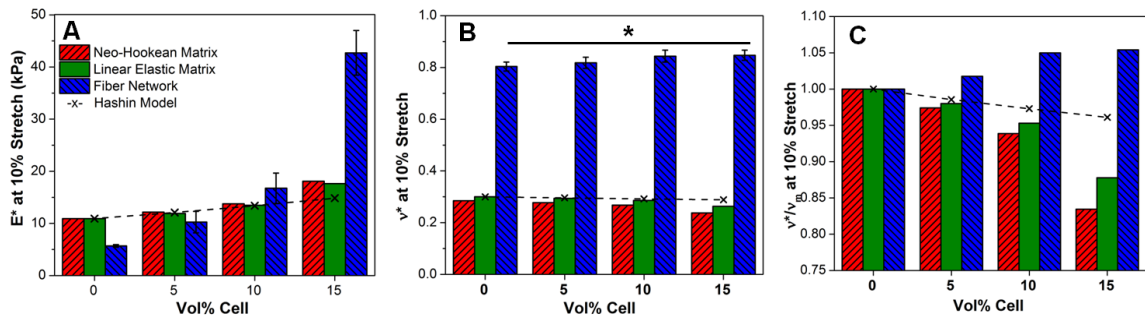 A
E* at 10% Stretch (kPa)
50
40
30
20
10
0
Neo-Hookean Matrix
Linear Elastic Matrix
Fiber Network
Hashin Model
0 5 10 15
Vol% Cell
B
*
ν* at 10% Stretch
1.0
0.8
0.6
0.4
0.2
0.0
0 5 10 15
Vol% Cell
C
ν*/ν at 10% Stretch
1.10
1.05
1.00
0.95
0.90
0.85
0.80
0.75
0 5 10 15
Vol% Cell